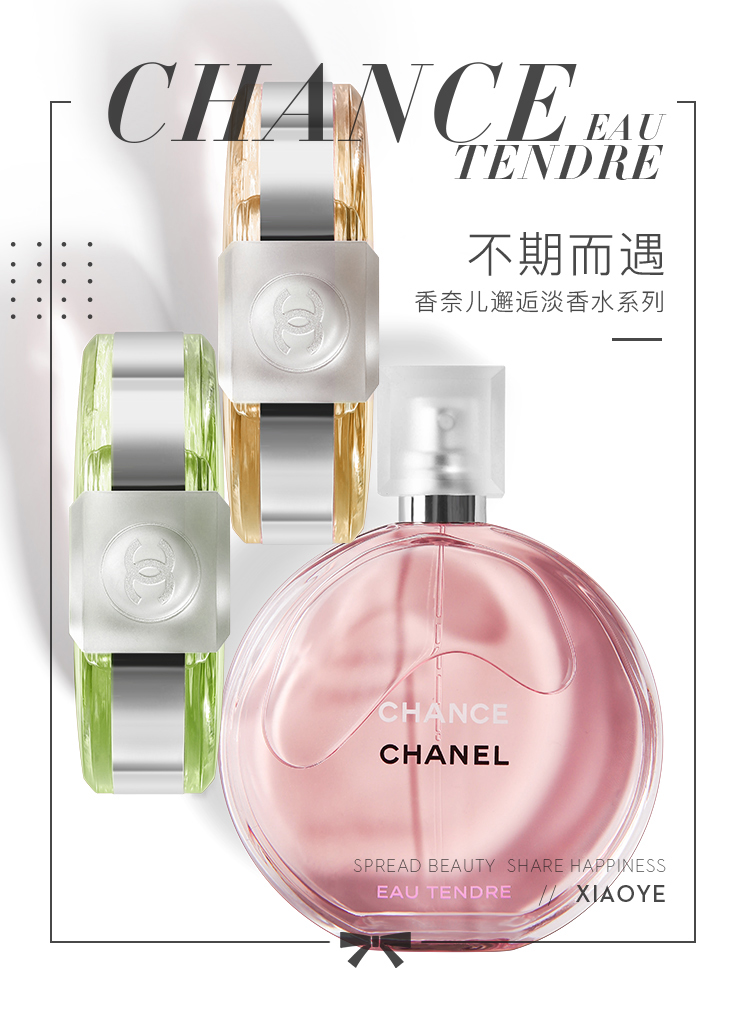 CHANCE EAU
TENDRE
不期而遇
香奈儿邂逅淡香水系列
CHANCE
CHANEL
SPREAD BEAUTY SHARE HAPPINESS
EAU TENDRE // XIAOYE